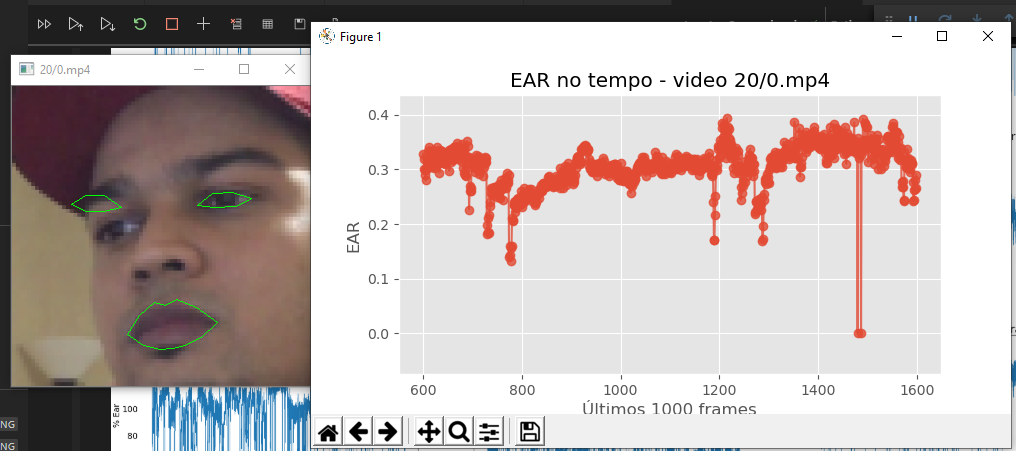 Figure 1
20/0.mp4
EAR no tempo - video 20/0.mp4
0.4
0.3
0.2
0.1
0.0
EAR
600
800
1000
1200
1400
1600
Últimos 1000 frames
% Ear
100
80
NG
NG